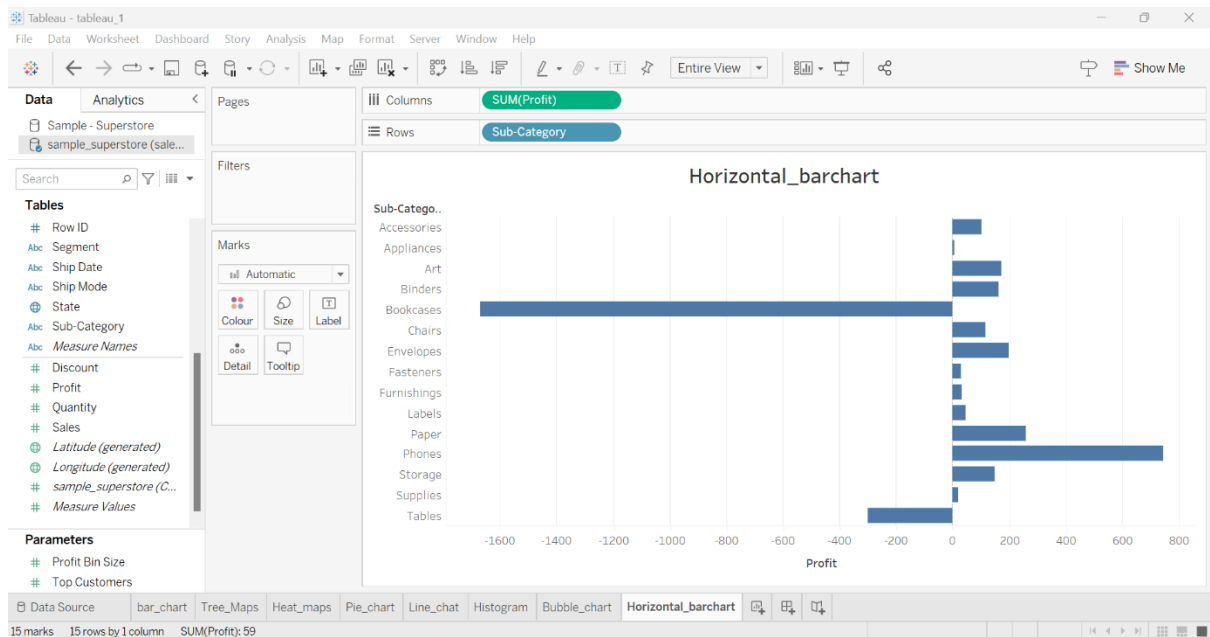 Tableau - tableau_1
File Data Worksheet Dashboard Story Analysis Map Format Server Window Help
Entire View
Show Me
Data Analytics
Sample - Superstore
sample_superstore (sale...
Search
Tables
# Row ID
Abc Segment
Abc Ship Date
Abc Ship Mode
State
Abc Sub-Category
Abc Measure Names
# Discount
# Profit
# Quantity
# Sales
Latitude (generated)
Longitude (generated)
# sample_superstore (C...
# Measure Values
Parameters
# Profit Bin Size
# Top Customers
Pages
Filters
Marks
Automatic
Colour Size Label
Detail Tooltip
Columns SUM(Profit)
Rows Sub-Category
Horizontal_barchart
Sub-Catego..
Accessories
Appliances
Art
Binders
Bookcases
Chairs
Envelopes
Fasteners
Furnishings
Labels
Paper
Phones
Storage
Supplies
Tables
-1600 -1400 -1200 -1000 -800 -600 -400 -200 0 200 400 600 800
Profit
Data Source bar_chart Tree_Maps Heat_maps Pie_chart Line_chat Histogram Bubble_chart Horizontal_barchart
15 marks 15 rows by 1 column SUM(Profit): 59